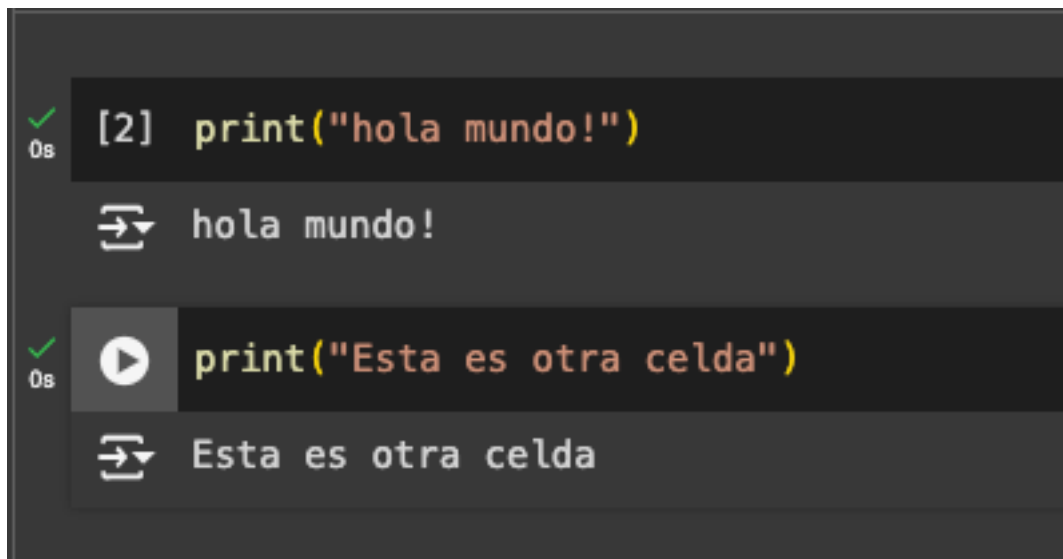 [2] print("hola mundo!")
0s
hola mundo!
print("Esta es otra celda")
0s
Esta es otra celda